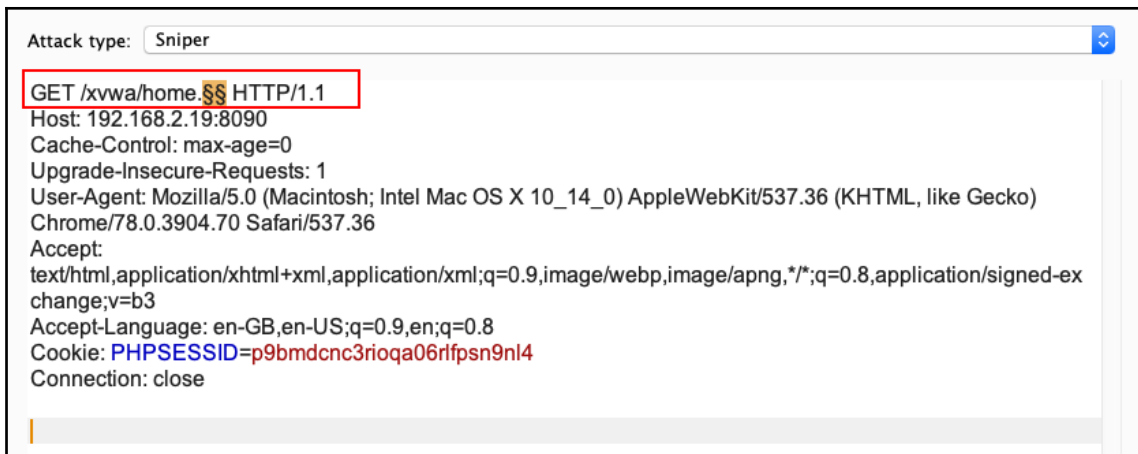 Attack type: Sniper
GET /xvwa/home.§§ HTTP/1.1
Host: 192.168.2.19:8090
Cache-Control: max-age=0
Upgrade-Insecure-Requests: 1
User-Agent: Mozilla/5.0 (Macintosh; Intel Mac OS X 10_14_0) AppleWebKit/537.36 (KHTML, like Gecko)
Chrome/78.0.3904.70 Safari/537.36
Accept:
text/html,application/xhtml+xml,application/xml;q=0.9,image/webp,image/apng,*/*;q=0.8,application/signed-ex
change;v=b3
Accept-Language: en-GB,en-US;q=0.9,en;q=0.8
Cookie: PHPSESSID=p9bmdcnc3rioqa06rlfpsn9nl4
Connection: close